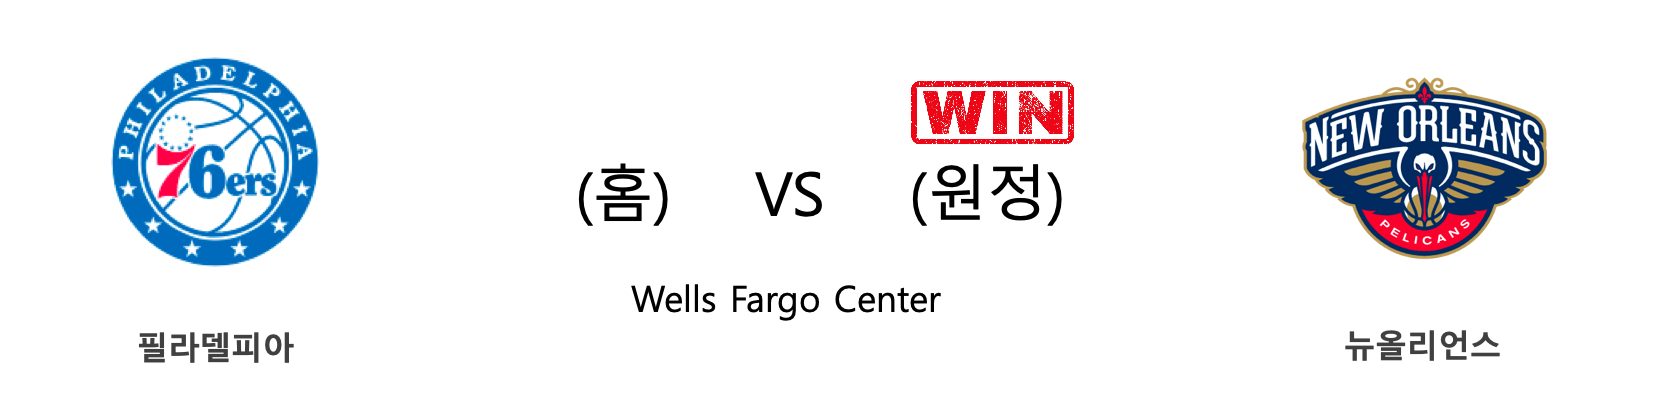 PHILADELPHIA
76ers
필라델피아
WIN
(홈) VS (원정)
Wells Fargo Center
NEW ORLEANS
PELICANS
뉴올리언스